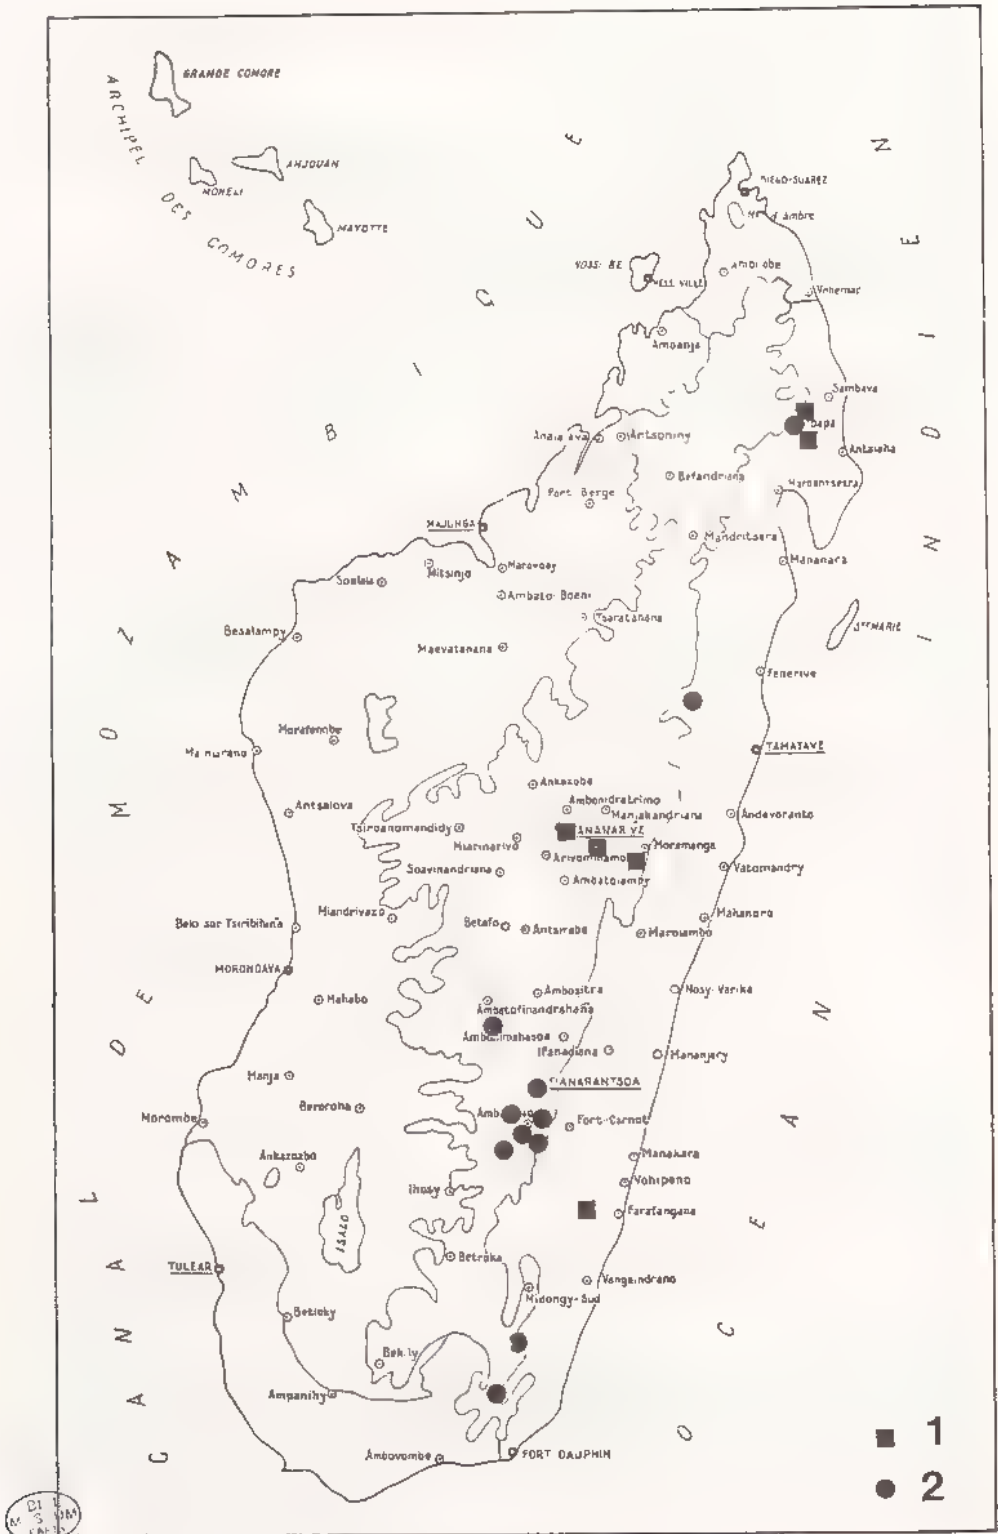 GRANDE COMORE
ARCHIPEL DES COMORES
ANJOUAN
MOHELI
MAYOTTE
CANAL DE MOZAMBIQUE
OCEAN INDIEN
DIEGO-SUAREZ
NOSSI BE
HELL VILLE
Ambilobe
Vohemar
Ambanja
Sambava
Antsohihy
Antalaha
Befandriana
Maroantsetra
Port Berge
MAJUNGA
Mandritsara
Mananara
Mitsinjo
Marovoay
Soalala
Ambato-Boeni
Tsaratanana
STE MARIE
Besalampy
Maevatanana
Fenerive
Morafenobe
Maintirano
TAMATAVE
Ankazobe
Antsalova
Ambohidratrimo
Manjakandriana
Andevoranto
Tsiroanomandidy
TANANARIVE
Miarinarivo
Moramanga
Soavinandriana
Ambatolampy
Vatomandry
Miandrivazo
Mahanoro
Belo sur Tsiribihina
Betafo
Antsirabe
Marolambo
MORONDAVA
Mahabo
Ambositra
Nosy-Varika
Ambatofinandrahana
Ambohimahasoa
Ifanadiana
Mananjary
Manja
FIANARANTSOA
Beroroha
Morombe
Fort-Carnot
Ankazoabo
Manakara
Ihosy
Vohipeno
Farafangana
ISALO
Betroka
TULEAR
Vangaindrano
Midongy-Sud
Betioky
Bekily
Ampanihy
Ambovombe
FORT DAUPHIN
1
2